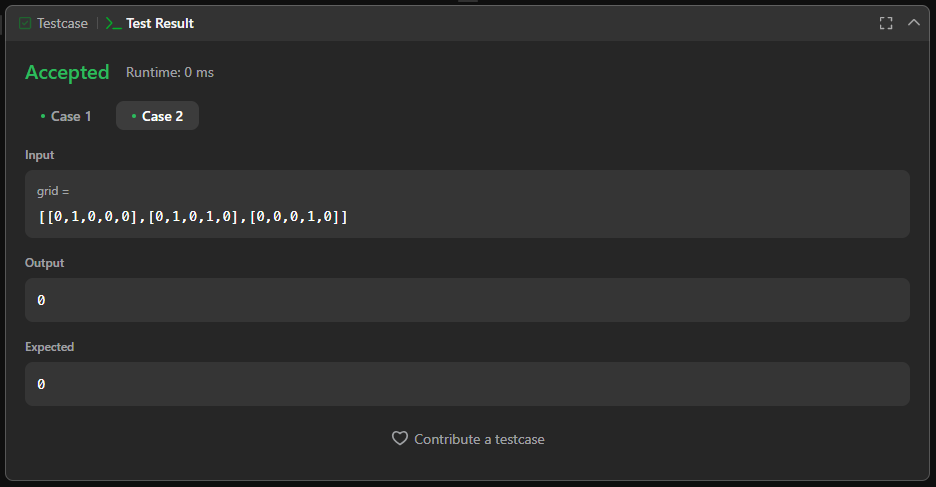 Testcase
Test Result
Accepted Runtime: 0 ms
Case 1 Case 2
Input
grid =
[[0,1,0,0,0],[0,1,0,1,0],[0,0,0,1,0]]
Output
0
Expected
0
Contribute a testcase